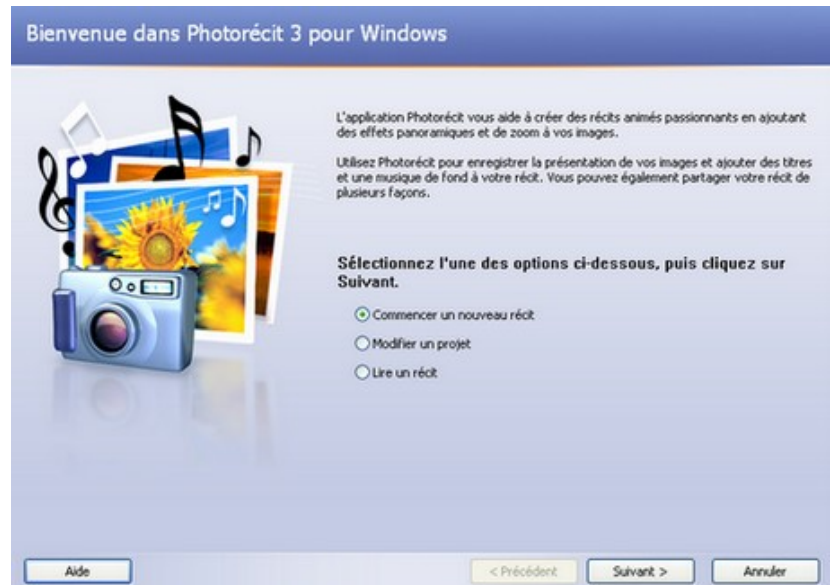 Bienvenue dans Photorécit 3 pour Windows
L'application Photorécit vous aide à créer des récits animés passionnants en ajoutant
des effets panoramiques et de zoom à vos images.
Utilisez Photorécit pour enregistrer la présentation de vos images et ajouter des titres
et une musique de fond à votre récit. Vous pouvez également partager votre récit de
plusieurs façons.
Sélectionnez l'une des options ci-dessous, puis cliquez sur
Suivant.
Commencer un nouveau récit
Modifier un projet
Lire un récit
Aide
< Précédent
Suivant >
Annuler